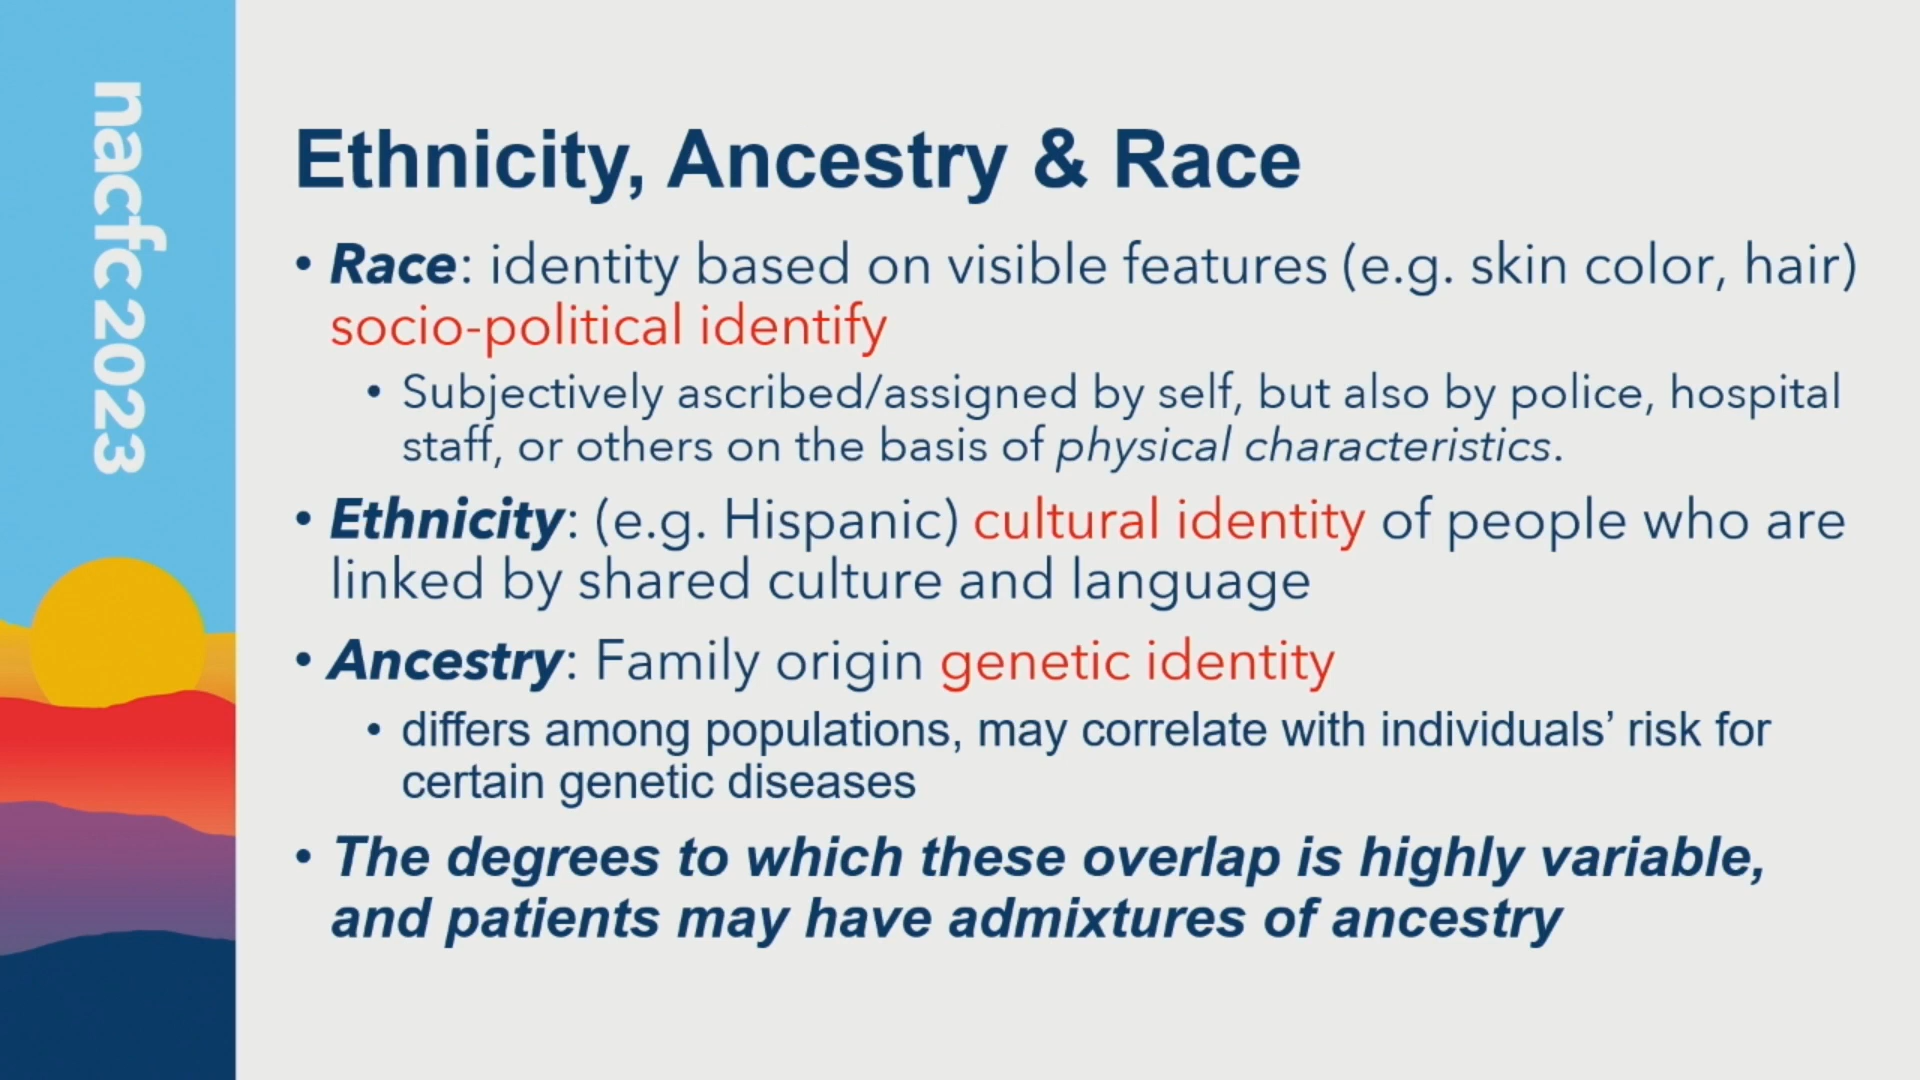 nacfc 2023
Ethnicity, Ancestry & Race
• Race: identity based on visible features (e.g. skin color, hair)
socio-political identify
• Subjectively ascribed/assigned by self, but also by police, hospital
staff, or others on the basis of physical characteristics.
• Ethnicity: (e.g. Hispanic) cultural identity of people who are
linked by shared culture and language
• Ancestry: Family origin genetic identity
• differs among populations, may correlate with individuals’ risk for
certain genetic diseases
• The degrees to which these overlap is highly variable,
and patients may have admixtures of ancestry